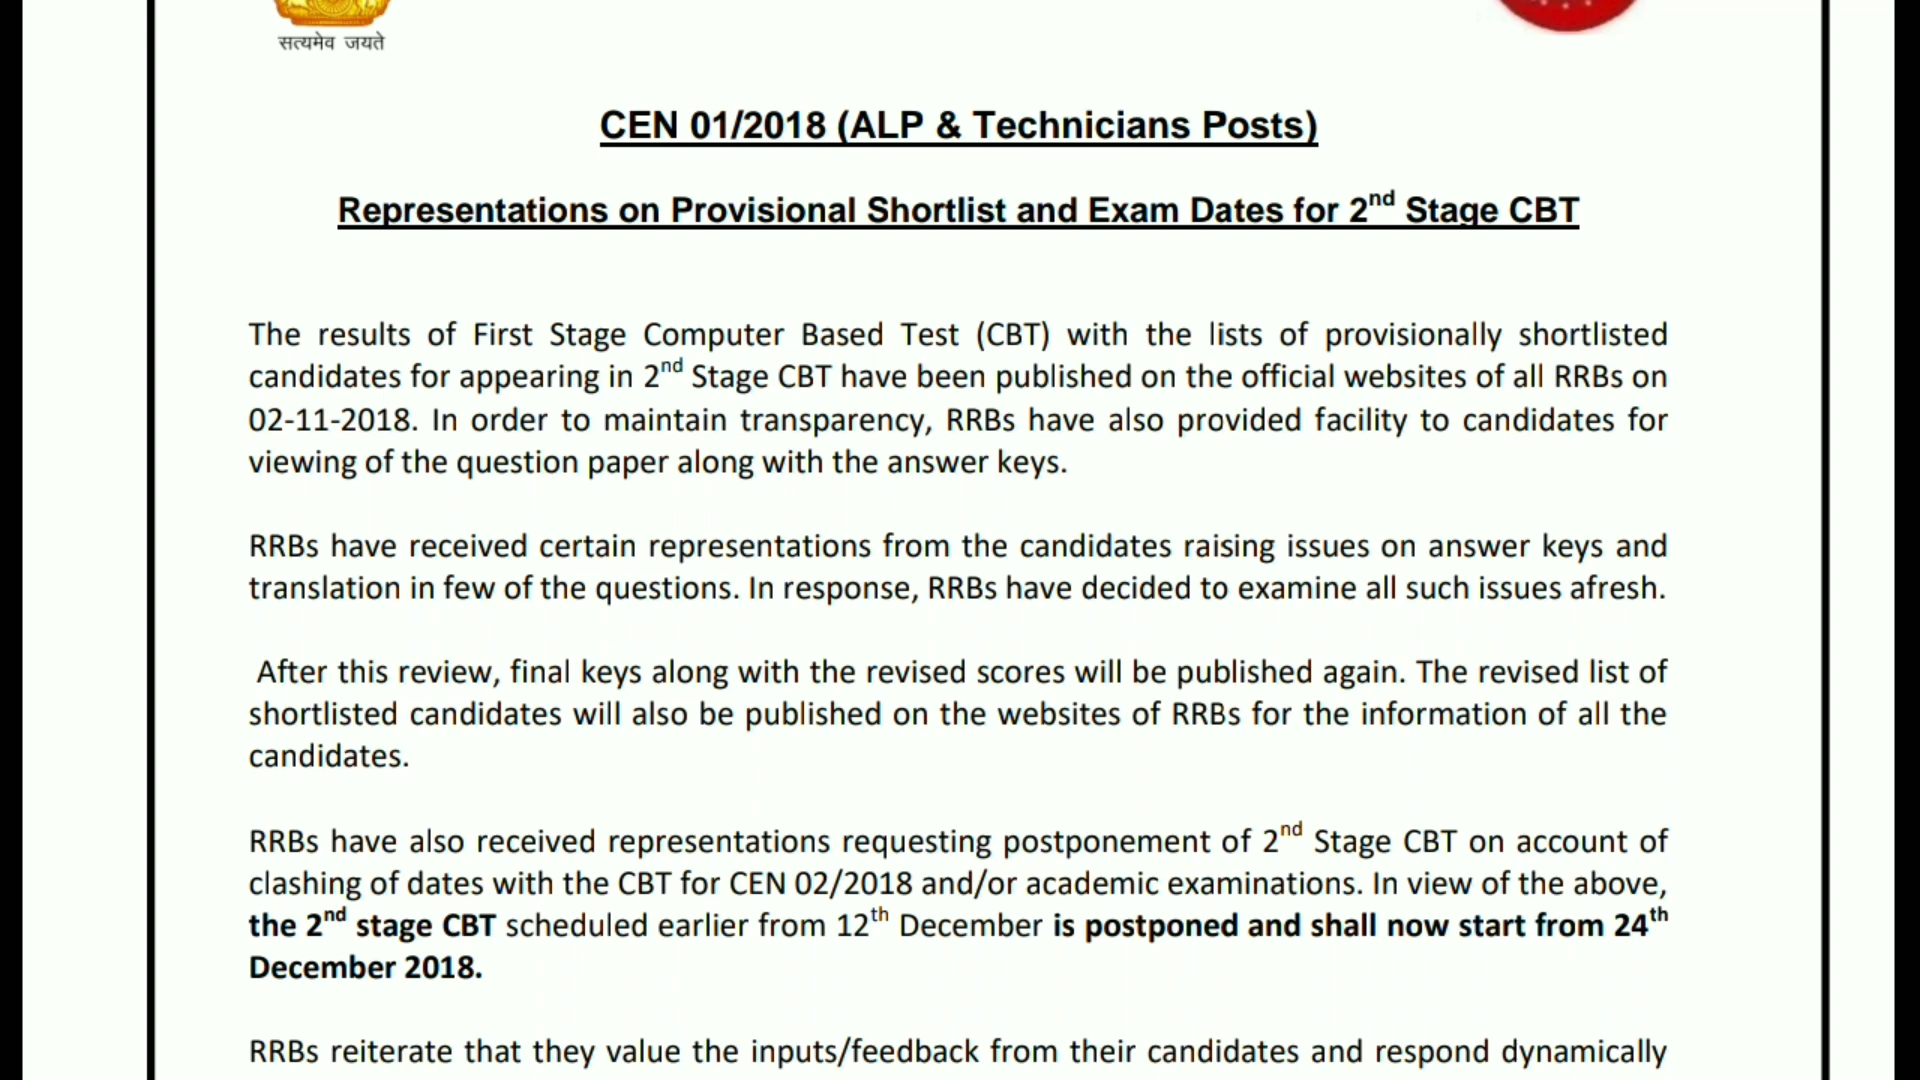 सत्यमेव जयते
CEN 01/2018 (ALP & Technicians Posts)
Representations on Provisional Shortlist and Exam Dates for 2nd Stage CBT
The results of First Stage Computer Based Test (CBT) with the lists of provisionally shortlisted
candidates for appearing in 2nd Stage CBT have been published on the official websites of all RRBs on
02-11-2018. In order to maintain transparency, RRBs have also provided facility to candidates for
viewing of the question paper along with the answer keys.
RRBs have received certain representations from the candidates raising issues on answer keys and
translation in few of the questions. In response, RRBs have decided to examine all such issues afresh.
After this review, final keys along with the revised scores will be published again. The revised list of
shortlisted candidates will also be published on the websites of RRBs for the information of all the
candidates.
RRBs have also received representations requesting postponement of 2nd Stage CBT on account of
clashing of dates with the CBT for CEN 02/2018 and/or academic examinations. In view of the above,
the 2nd stage CBT scheduled earlier from 12th December is postponed and shall now start from 24th
December 2018.
RRBs reiterate that they value the inputs/feedback from their candidates and respond dynamically